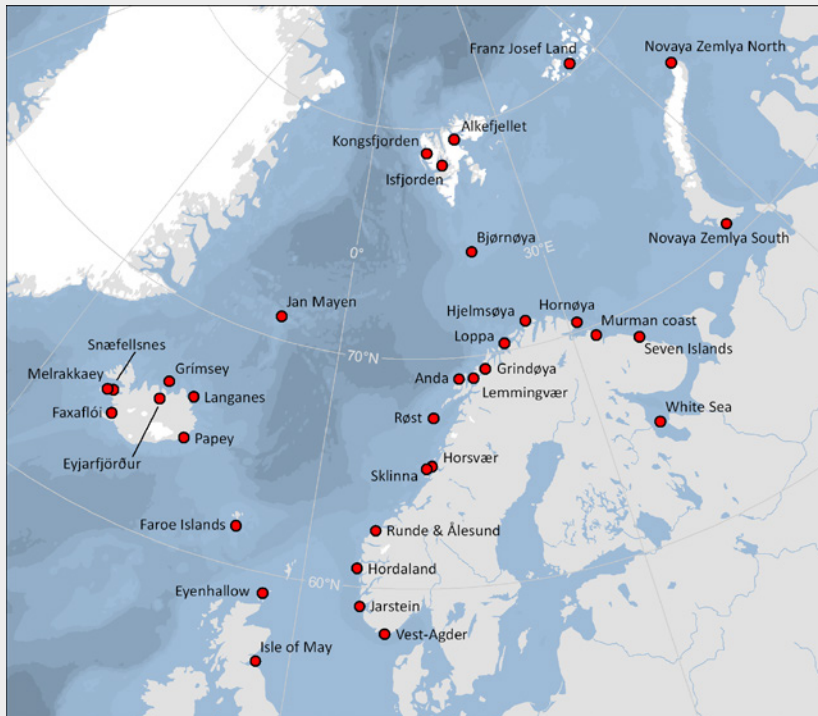 Franz Josef Land
Novaya Zemlya North
Alkefjellet
Kongsfjorden
Isfjorden
Bjørnøya
Novaya Zemlya South
0°
30°E
Jan Mayen
Hjelmsøya
Hornøya
Murman coast
Snæfellsnes
Loppa
Seven Islands
70°N
Melrakkaey
Grímsey
Grindøya
Anda
Lemmingvær
Langanes
Faxaflói
Røst
White Sea
Papey
Eyjarfjörður
Horsvær
Sklinna
Faroe Islands
Runde & Ålesund
Hordaland
60°N
Eyenhallow
Jarstein
Vest-Agder
Isle of May